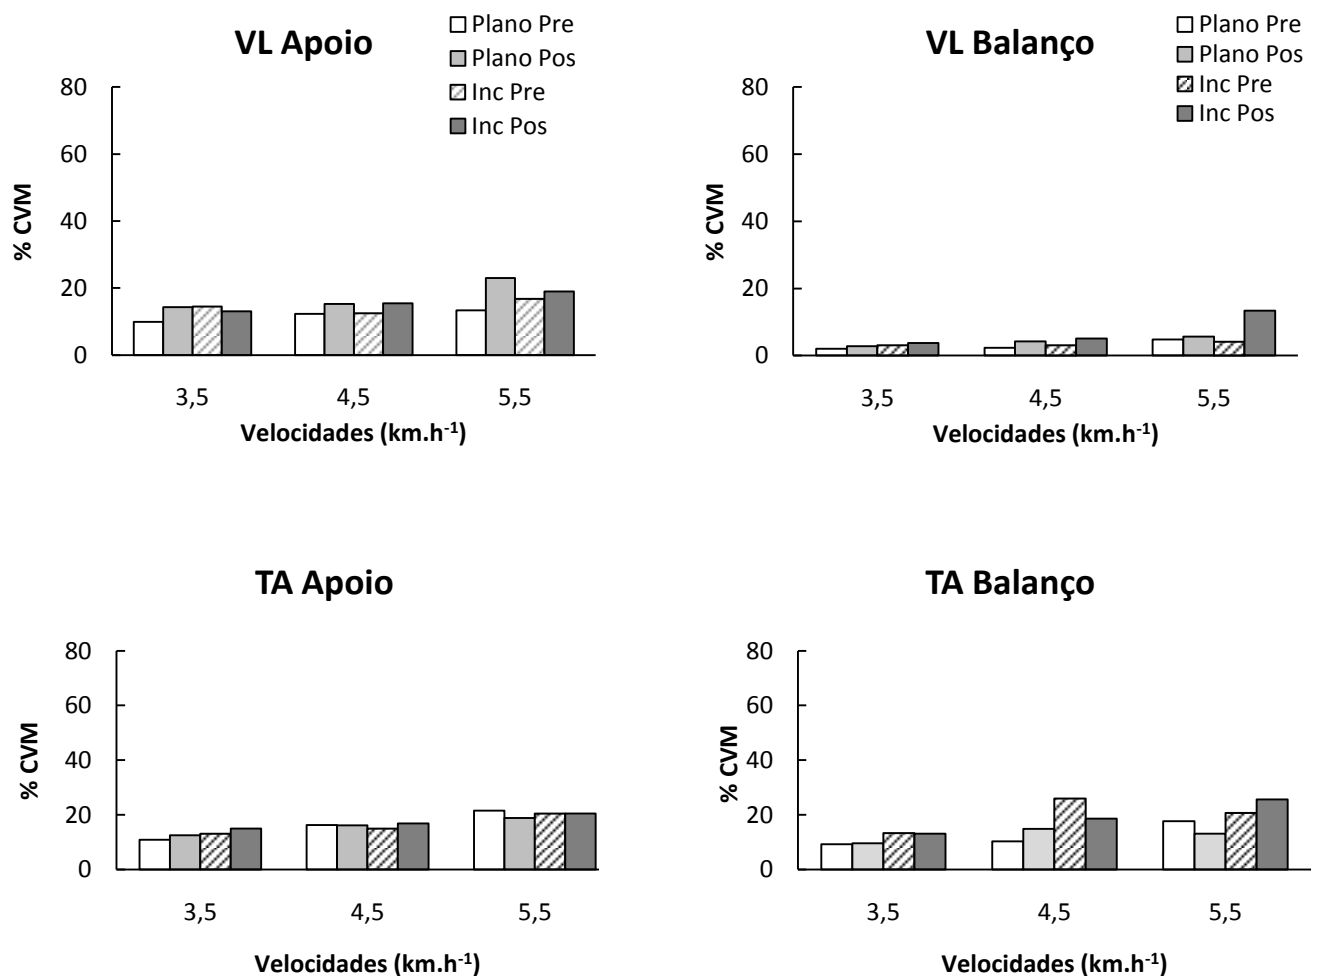 VL Apoio
Plano Pre
Plano Pos
Inc Pre
Inc Pos
80
60
40
20
0
% CVM
3,5 4,5 5,5
Velocidades (km.h⁻¹)
VL Balanço
Plano Pre
Plano Pos
Inc Pre
Inc Pos
80
60
40
20
0
% CVM
3,5 4,5 5,5
Velocidades (km.h⁻¹)
TA Apoio
80
60
40
20
0
% CVM
3,5 4,5 5,5
Velocidades (km.h⁻¹)
TA Balanço
80
60
40
20
0
% CVM
3,5 4,5 5,5
Velocidades (km.h⁻¹)